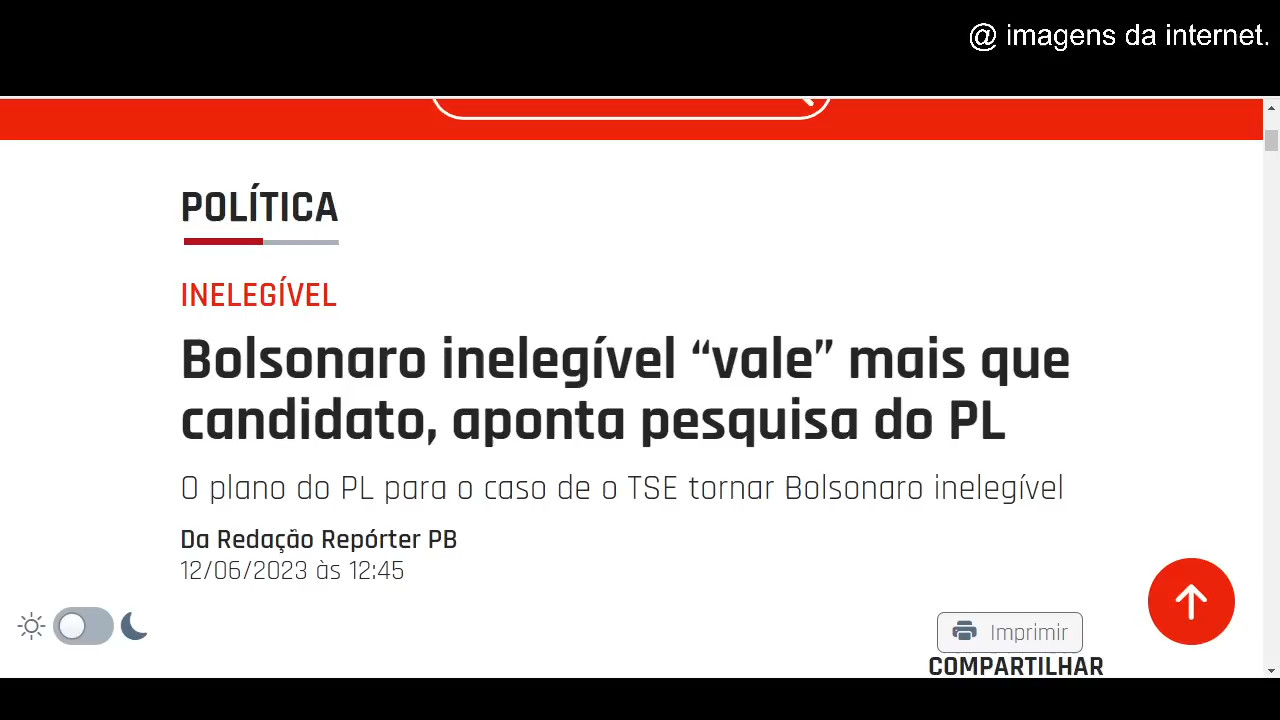 @ imagens da internet.
POLÍTICA
INELEGÍVEL
Bolsonaro inelegível “vale” mais que
candidato, aponta pesquisa do PL
O plano do PL para o caso de o TSE tornar Bolsonaro inelegível
Da Redação Repórter PB
12/06/2023 às 12:45
Imprimir
COMPARTILHAR